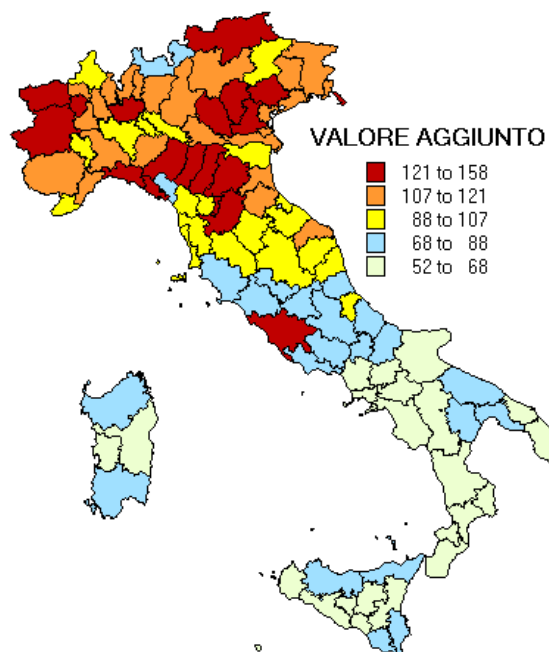 VALORE AGGIUNTO
121 to 158
107 to 121
88 to 107
68 to 88
52 to 68